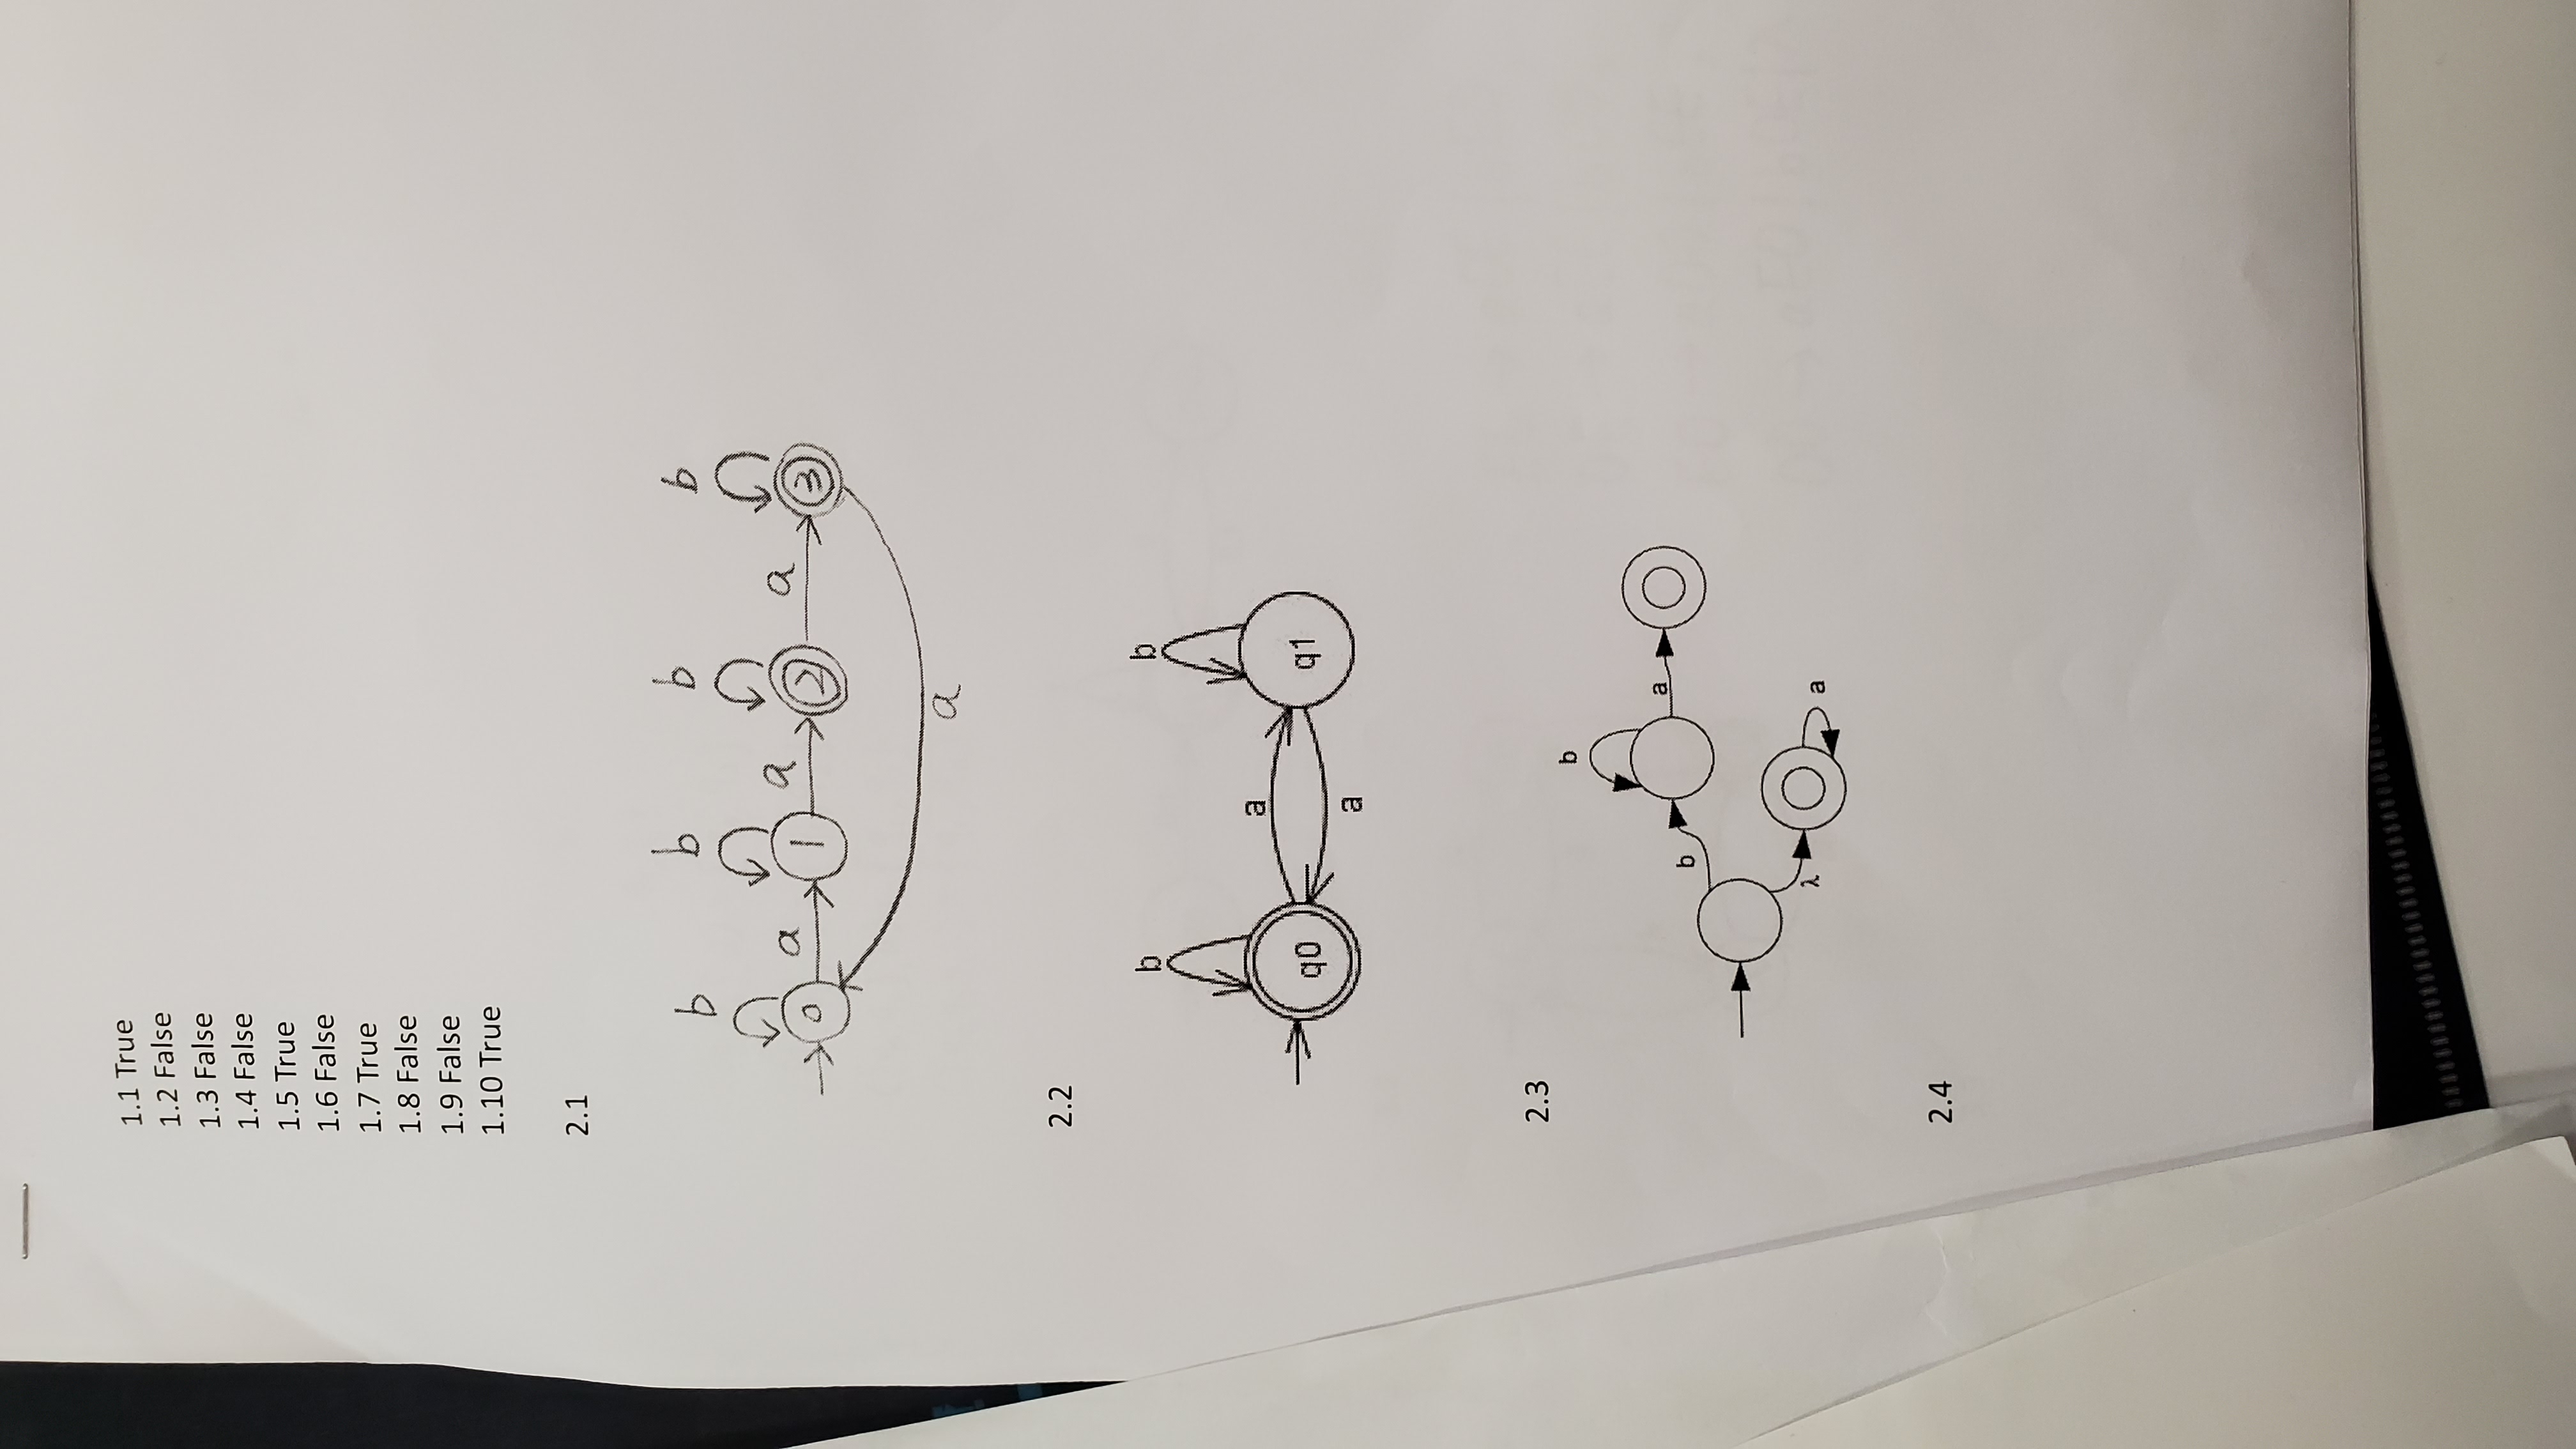 1.1 True
1.2 False
1.3 False
1.4 False
1.5 True
1.6 False
1.7 True
1.8 False
1.9 False
1.10 True
2.1
b b b b
a a a
0 1 2 3
a
2.2
b b
a
q0 q1
a
2.3
b
a
b
λ a
2.4